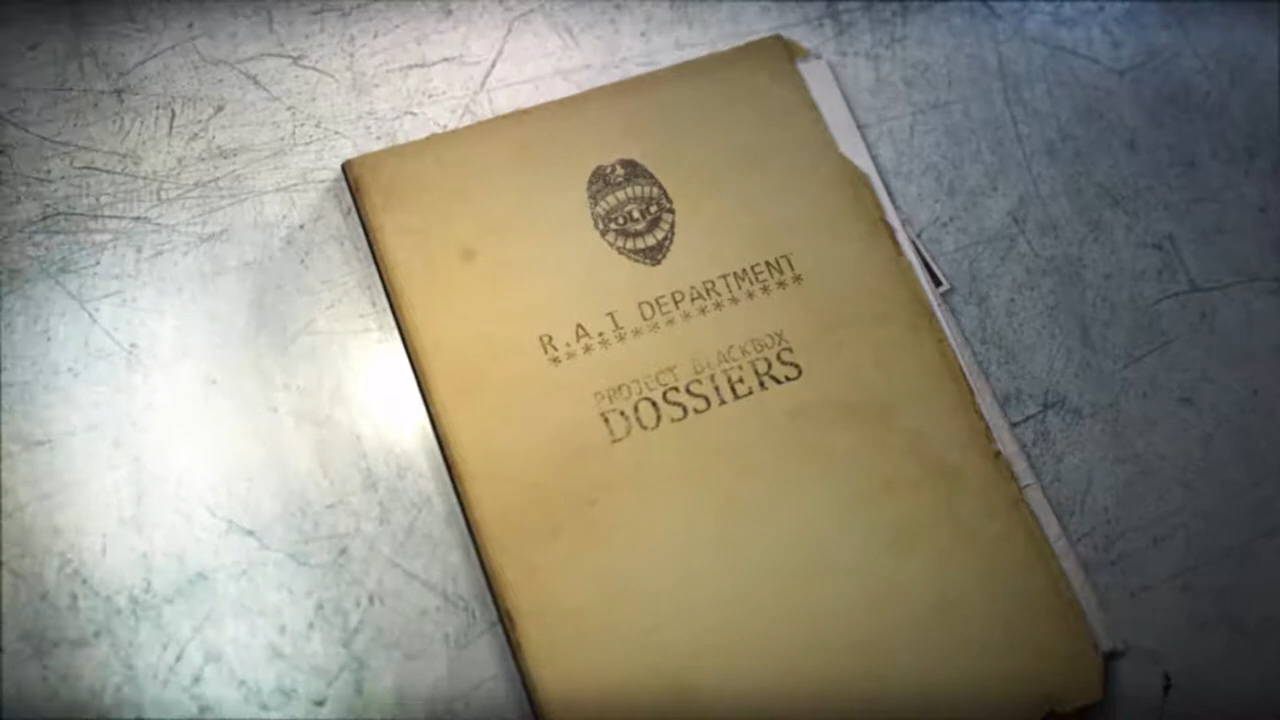 POLICE
R.A.I DEPARTMENT
*****************
PROJECT BLACKBOX
DOSSIERS